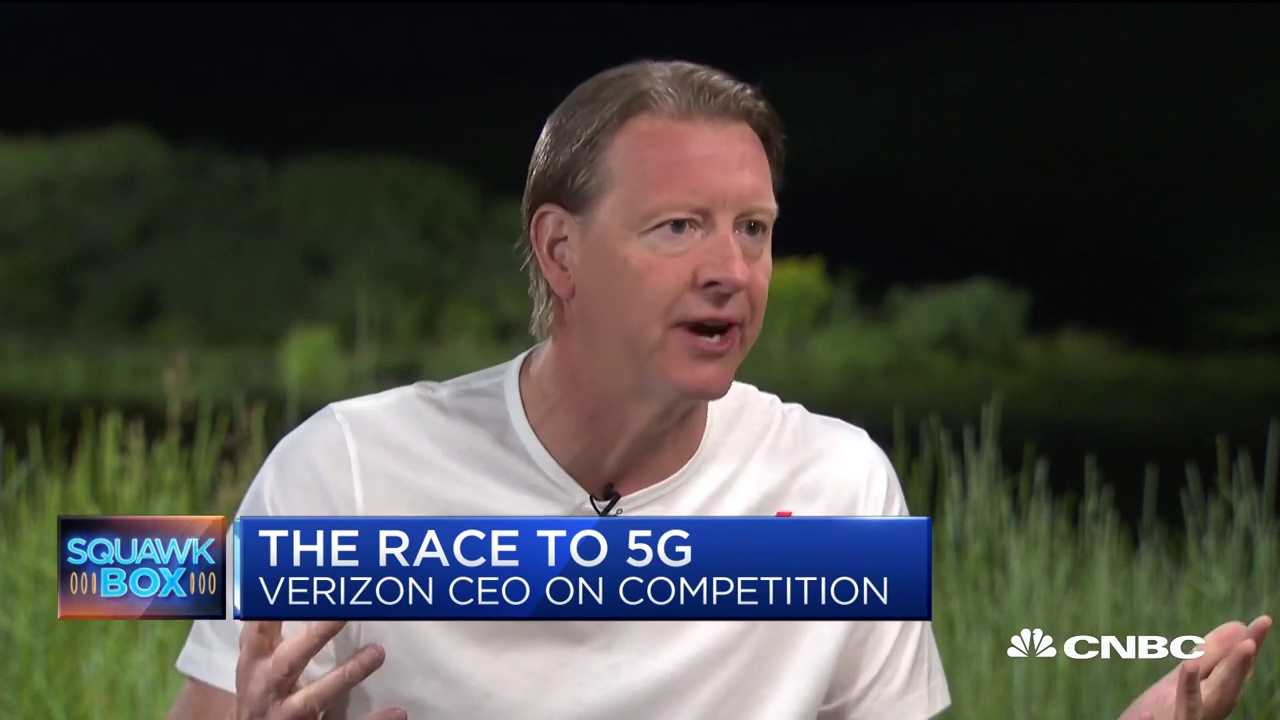 SQUAWK
BOX
THE RACE TO 5G
VERIZON CEO ON COMPETITION
CNBC